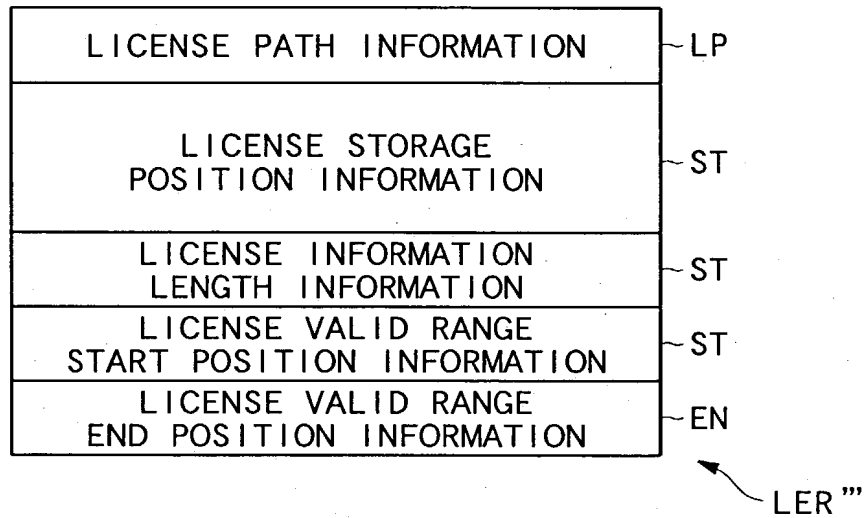 LICENSE PATH INFORMATION LP
LICENSE STORAGE
POSITION INFORMATION ST
LICENSE INFORMATION
LENGTH INFORMATION ST
LICENSE VALID RANGE
START POSITION INFORMATION ST
LICENSE VALID RANGE
END POSITION INFORMATION EN
LER'''